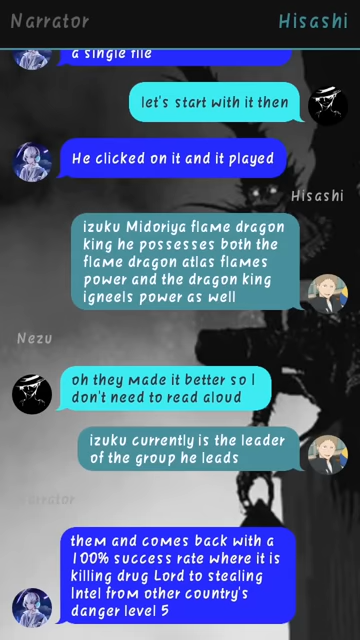 Narrator
Hisashi
a single file
let's start with it then
He clicked on it and it played
Hisashi
izuku Midoriya flame dragon
king he possesses both the
flame dragon atlas flames
power and the dragon king
igneels power as well
Nezu
oh they made it better so I
don't need to read aloud
izuku currently is the leader
of the group he leads
Narrator
them and comes back with a
100% success rate where it is
killing drug Lord to stealing
Intel from other country's
danger level 5